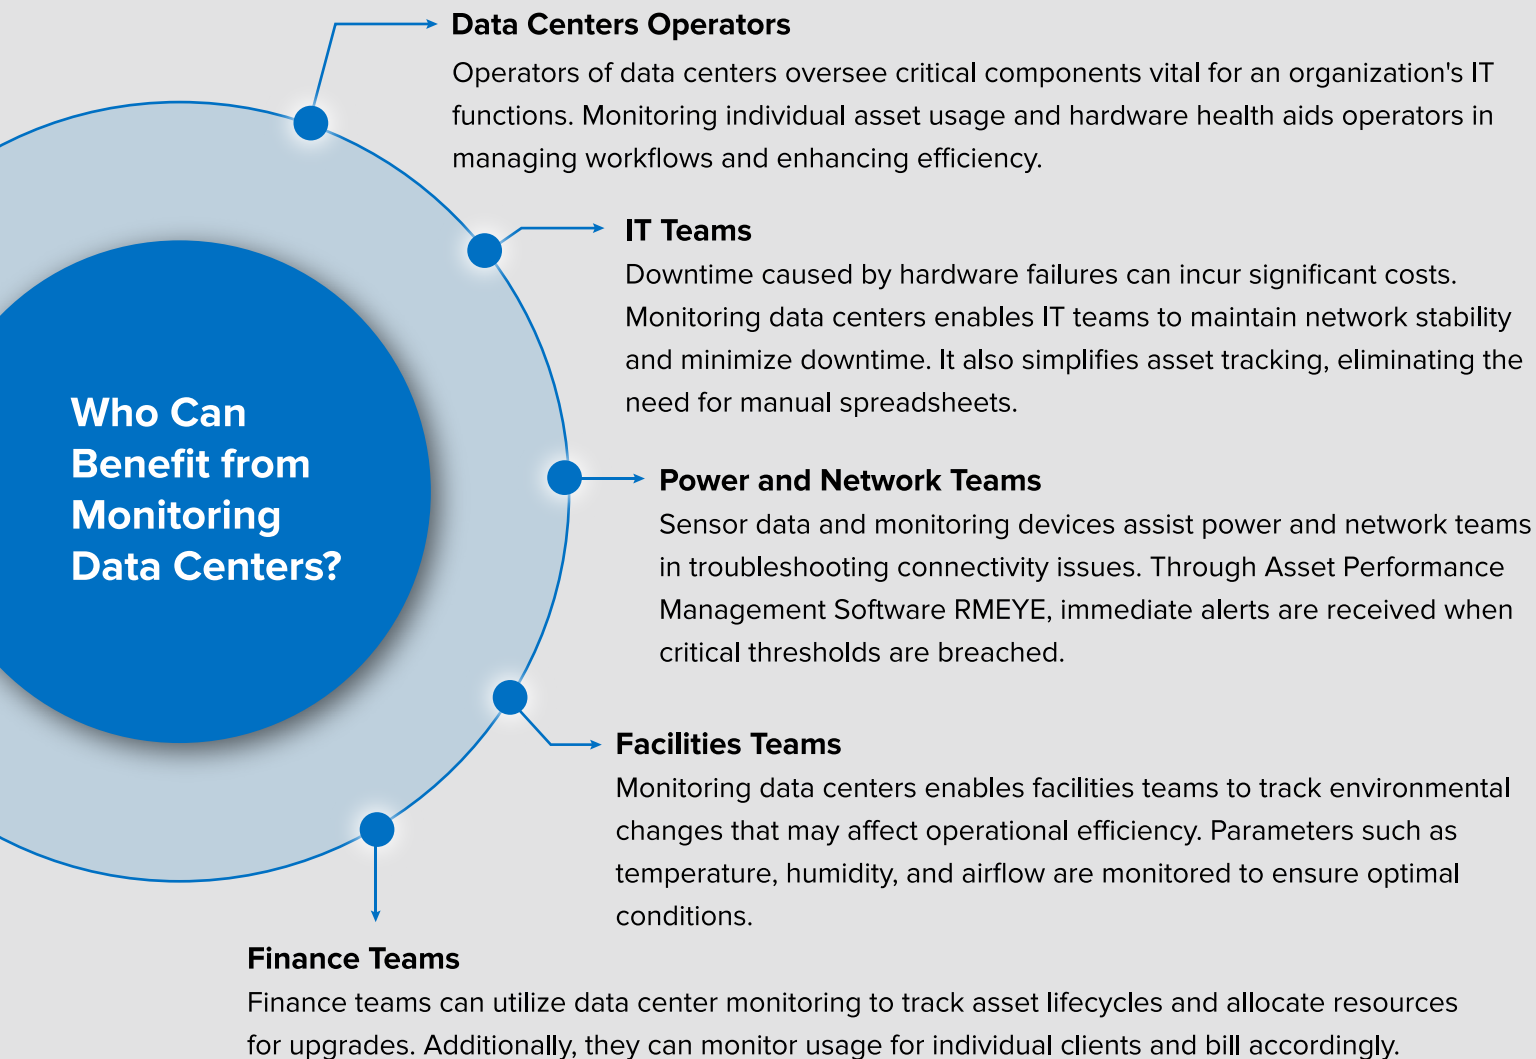 Data Centers Operators
Operators of data centers oversee critical components vital for an organization's IT
functions. Monitoring individual asset usage and hardware health aids operators in
managing workflows and enhancing efficiency.
IT Teams
Downtime caused by hardware failures can incur significant costs.
Monitoring data centers enables IT teams to maintain network stability
and minimize downtime. It also simplifies asset tracking, eliminating the
need for manual spreadsheets.
Who Can
Benefit from
Monitoring
Data Centers?
Power and Network Teams
Sensor data and monitoring devices assist power and network teams
in troubleshooting connectivity issues. Through Asset Performance
Management Software RMEYE, immediate alerts are received when
critical thresholds are breached.
Facilities Teams
Monitoring data centers enables facilities teams to track environmental
changes that may affect operational efficiency. Parameters such as
temperature, humidity, and airflow are monitored to ensure optimal
conditions.
Finance Teams
Finance teams can utilize data center monitoring to track asset lifecycles and allocate resources
for upgrades. Additionally, they can monitor usage for individual clients and bill accordingly.